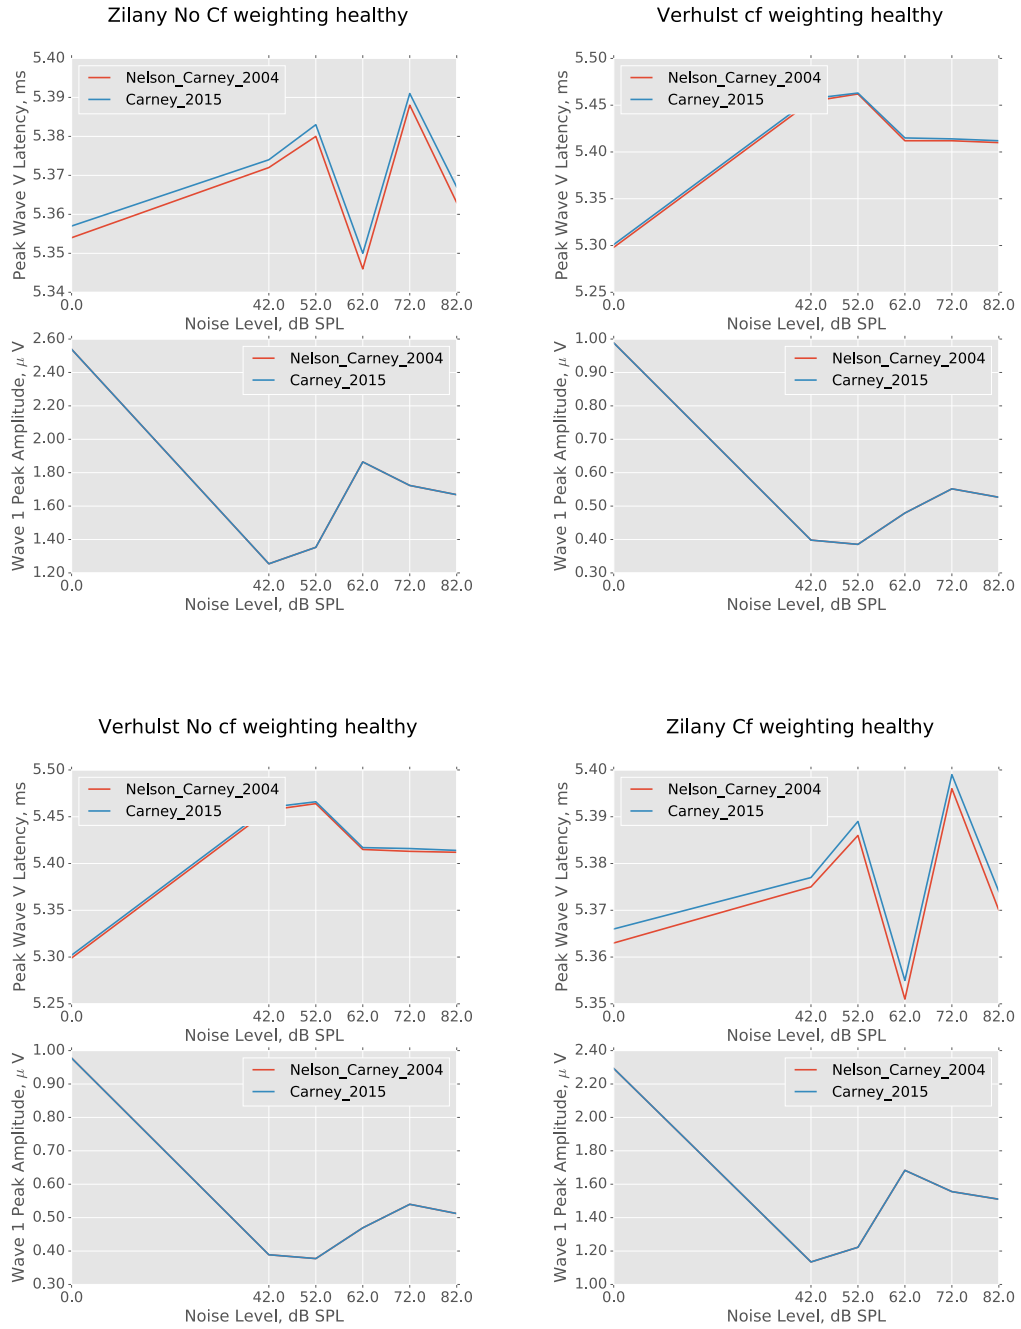 Zilany No Cf weighting healthy
Peak Wave V Latency, ms
5.40
5.39
5.38
5.37
5.36
5.35
5.34
Nelson_Carney_2004
Carney_2015
0.0 42.0 52.0 62.0 72.0 82.0
Noise Level, dB SPL
Wave 1 Peak Amplitude, μ V
2.60
2.40
2.20
2.00
1.80
1.60
1.40
1.20
Nelson_Carney_2004
Carney_2015
0.0 42.0 52.0 62.0 72.0 82.0
Noise Level, dB SPL
Verhulst cf weighting healthy
Peak Wave V Latency, ms
5.50
5.45
5.40
5.35
5.30
5.25
Nelson_Carney_2004
Carney_2015
0.0 42.0 52.0 62.0 72.0 82.0
Noise Level, dB SPL
Wave 1 Peak Amplitude, μ V
1.00
0.90
0.80
0.70
0.60
0.50
0.40
0.30
Nelson_Carney_2004
Carney_2015
0.0 42.0 52.0 62.0 72.0 82.0
Noise Level, dB SPL
Verhulst No cf weighting healthy
Peak Wave V Latency, ms
5.50
5.45
5.40
5.35
5.30
5.25
Nelson_Carney_2004
Carney_2015
0.0 42.0 52.0 62.0 72.0 82.0
Noise Level, dB SPL
Wave 1 Peak Amplitude, μ V
1.00
0.90
0.80
0.70
0.60
0.50
0.40
0.30
Nelson_Carney_2004
Carney_2015
0.0 42.0 52.0 62.0 72.0 82.0
Noise Level, dB SPL
Zilany Cf weighting healthy
Peak Wave V Latency, ms
5.40
5.39
5.38
5.37
5.36
5.35
Nelson_Carney_2004
Carney_2015
0.0 42.0 52.0 62.0 72.0 82.0
Noise Level, dB SPL
Wave 1 Peak Amplitude, μ V
2.40
2.20
2.00
1.80
1.60
1.40
1.20
1.00
Nelson_Carney_2004
Carney_2015
0.0 42.0 52.0 62.0 72.0 82.0
Noise Level, dB SPL